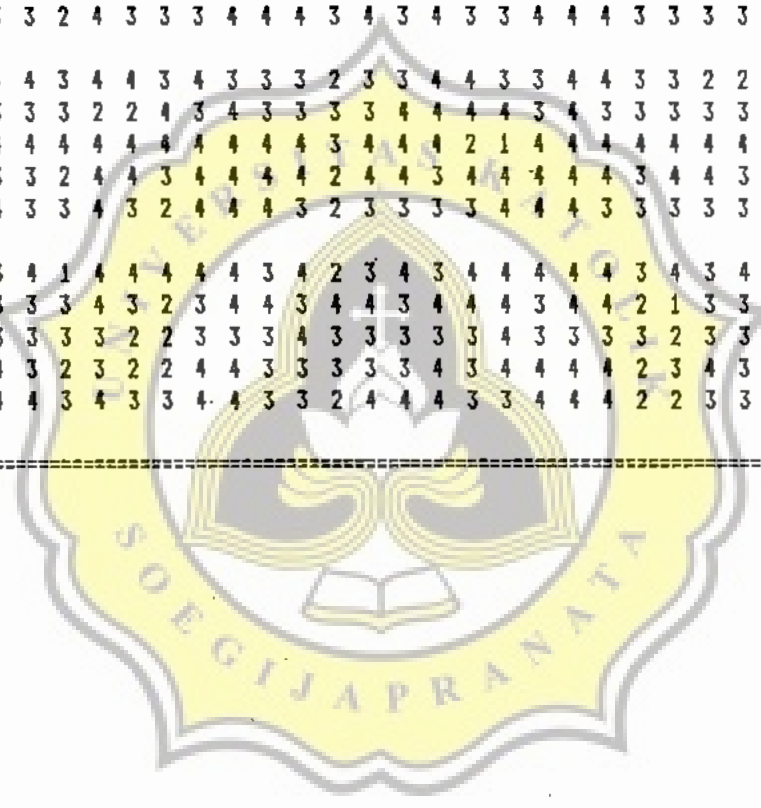 3 2 4 3 3 3 4 4 4 3 4 3 4 3 3 4 4 4 3 3 3 3
4 3 4 4 3 4 3 3 3 2 3 3 4 4 3 3 4 4 3 3 2 2
3 3 2 2 4 3 4 3 3 3 3 4 4 4 4 3 4 3 3 3 3 3
4 4 4 4 4 4 4 4 4 3 4 4 4 2 1 4 4 4 4 4 4 4
3 2 4 4 3 4 4 4 4 2 4 4 3 4 4 4 4 4 3 4 4 3
3 3 4 3 2 4 4 4 3 2 3 3 3 3 4 4 4 3 3 3 3 3
4 1 4 4 4 4 4 3 4 2 3 4 3 4 4 4 4 4 3 4 3 4
3 3 4 3 2 3 4 4 3 4 4 3 4 4 4 3 4 4 2 1 3 3
3 3 3 2 2 3 3 3 4 3 3 3 3 3 4 3 3 3 3 2 3 3
3 2 3 2 2 4 4 3 3 3 3 3 4 3 4 4 4 4 2 3 4 3
4 3 4 3 3 4 4 3 3 2 4 4 4 3 3 4 4 4 2 2 3 3
UNIVERSITAS KATOLIK
SOEGIJAPRANATA